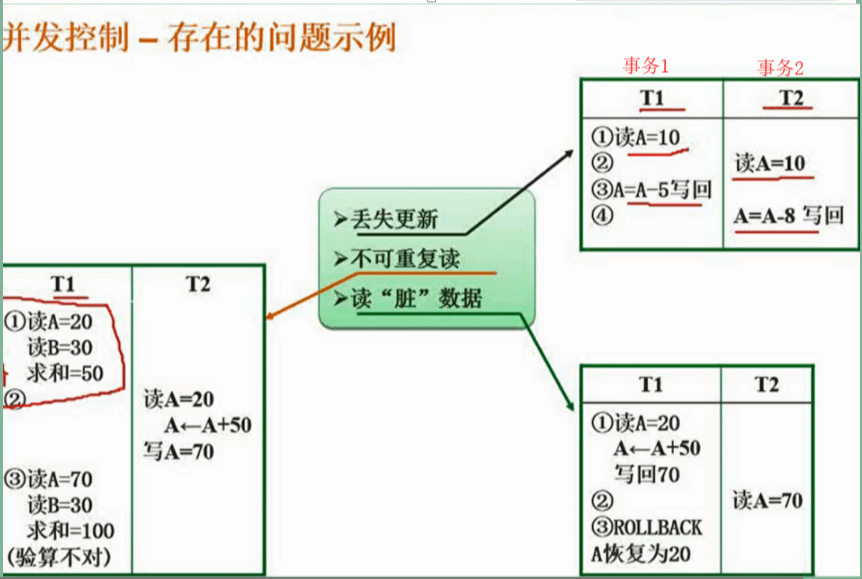 并发控制 – 存在的问题示例
事务1 事务2
T1 T2
①读A=10
② 读A=10
③A=A-5写回
④ A=A-8 写回
➢丢失更新
➢不可重复读
➢读“脏”数据
T1 T2
①读A=20
读B=30
求和=50
② 读A=20
A←A+50
写A=70
③读A=70
读B=30
求和=100
(验算不对)
T1 T2
①读A=20
A←A+50
写回70
② 读A=70
③ROLLBACK
A恢复为20